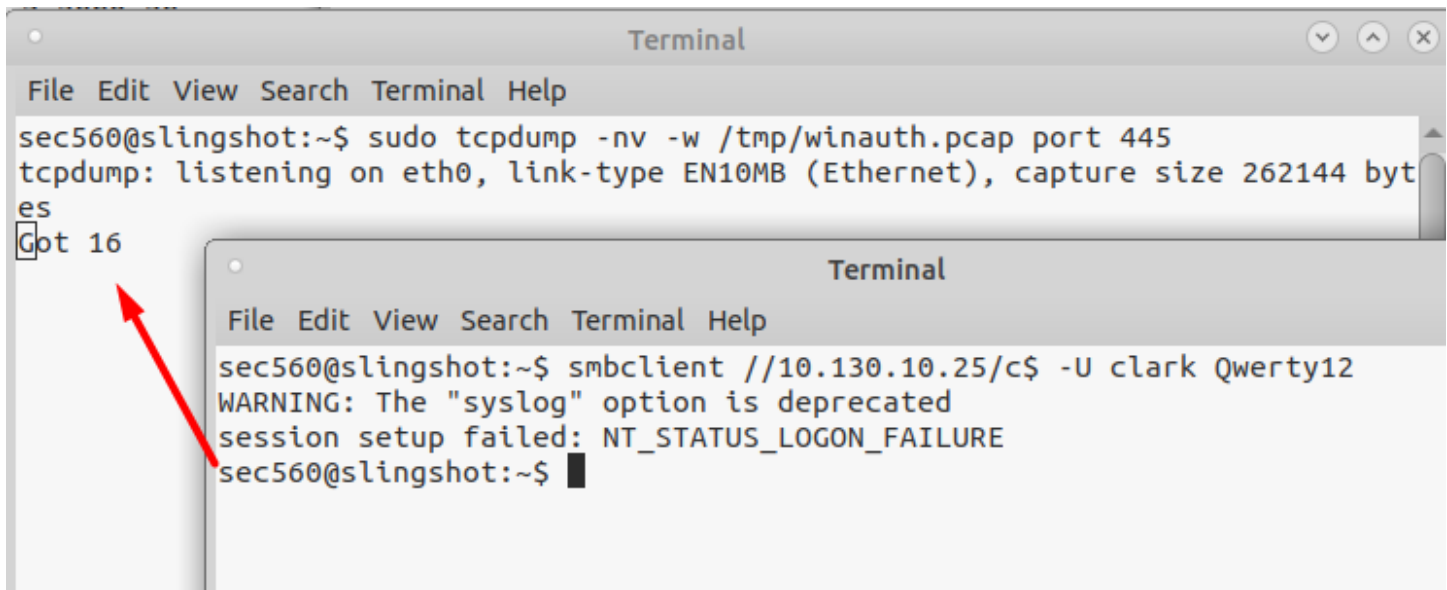 Terminal
File Edit View Search Terminal Help
sec560@slingshot:~$ sudo tcpdump -nv -w /tmp/winauth.pcap port 445
tcpdump: listening on eth0, link-type EN10MB (Ethernet), capture size 262144 byt
es
Got 16
Terminal
File Edit View Search Terminal Help
sec560@slingshot:~$ smbclient //10.130.10.25/c$ -U clark Qwerty12
WARNING: The "syslog" option is deprecated
session setup failed: NT_STATUS_LOGON_FAILURE
sec560@slingshot:~$